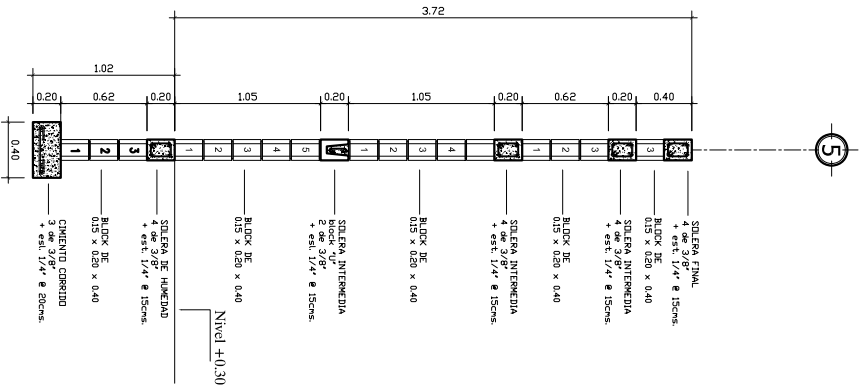 3.72
1.02
0.20
0.62
0.20
1.05
0.20
1.05
0.20
0.62
0.20
0.40
0.40
1
2
3
1
2
3
4
5
1
2
3
4
1
2
3
3
5
SOLERA FINAL
4 de 3/8"
+ est. 1/4" @ 15cms.
BLOCK DE
0.15 x 0.20 x 0.40
SOLERA INTERMEDIA
4 de 3/8"
+ est. 1/4" @ 15cms.
BLOCK DE
0.15 x 0.20 x 0.40
SOLERA INTERMEDIA
4 de 3/8"
+ est. 1/4" @ 15cms.
BLOCK DE
0.15 x 0.20 x 0.40
SOLERA INTERMEDIA
block "U"
2 de 3/8"
+ esl. 1/4" @ 15cms.
BLOCK DE
0.15 x 0.20 x 0.40
SOLERA DE HUMEDAD
4 de 3/8"
+ est. 1/4" @ 15cms.
BLOCK DE
0.15 x 0.20 x 0.40
CIMIENTO CORRIDO
3 de 3/8"
+ esl. 1/4" @ 20cms.
Nivel +0.30